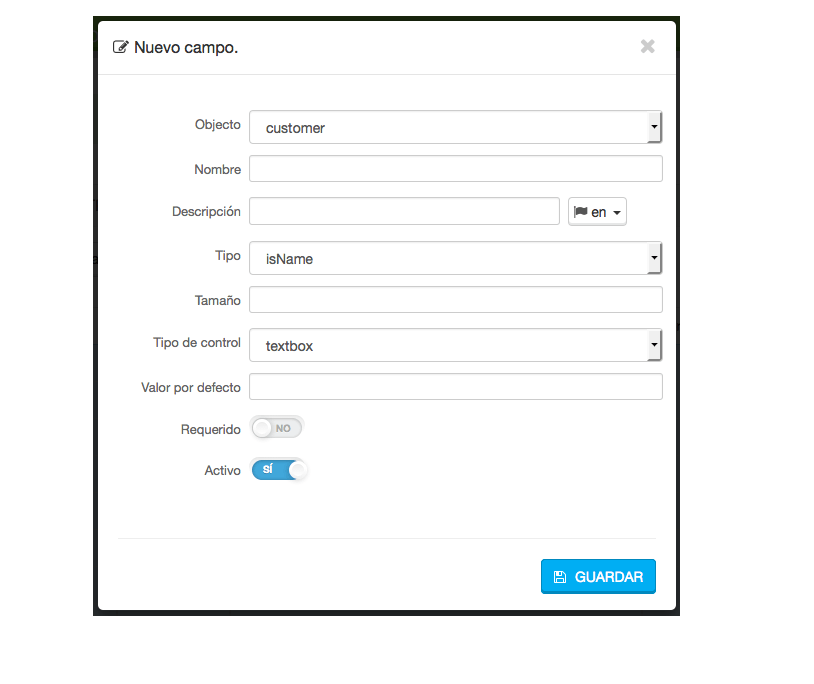 Nuevo campo.
Objecto customer
Nombre
Descripción en
Tipo isName
Tamaño
Tipo de control textbox
Valor por defecto
Requerido NO
Activo SÍ
GUARDAR